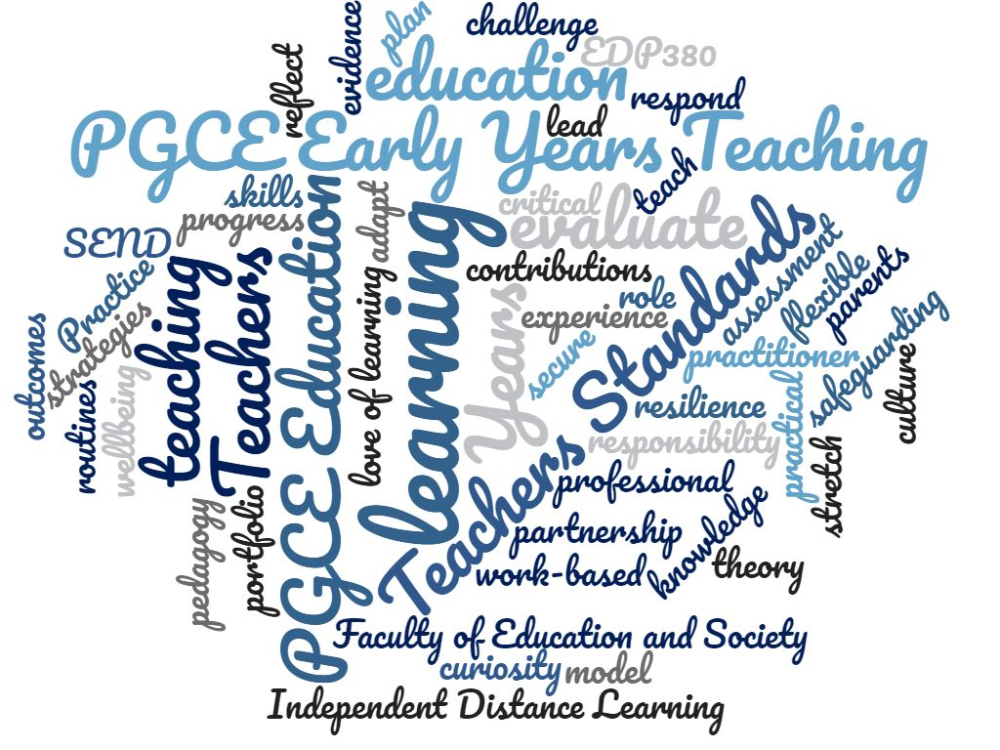 challenge
plan
evidence
reflect
EDP380
education
respond
lead
PGCE Early Years Teaching
teach
skills
progress
adapt
critical
evaluate
SEND
contributions
role
experience
assessment
flexible
parents
Practice
strategies
outcomes
routines
wellbeing
teaching
Teachers
PGCE Education
love of learning
learning
Years
secure
Teachers Standards
practitioner
safeguarding
culture
resilience
practical
responsibility
stretch
professional
pedagogy
portfolio
partnership
knowledge
work-based
theory
Faculty of Education and Society
curiosity
model
Independent Distance Learning